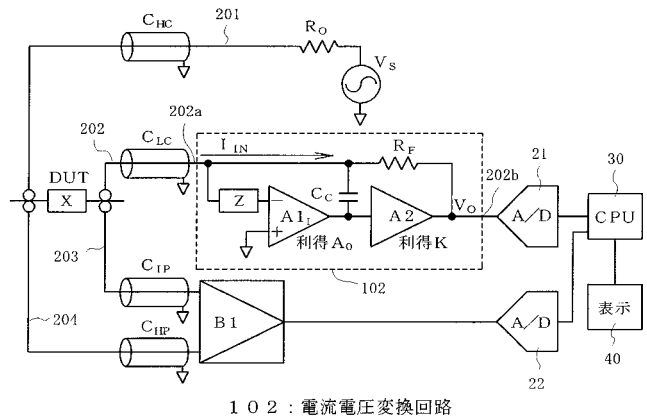 C_HC
201
R_O
V_S
202
C_LC
202a
I_IN
R_F
202b
21
30
DUT
X
Z
−
+
A1_I
C_C
A2
V_O
A/D
CPU
利得A_0
利得K
203
C_IP
102
B1
A/D
表示
204
C_HP
22
40
102:電流電圧変換回路